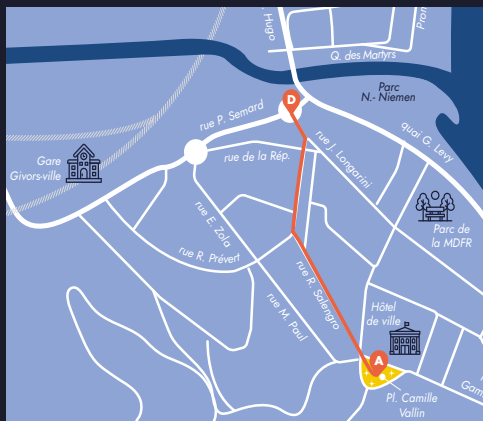 Hugo
Pron
Q. des Martyrs
Parc
N.- Niemen
D
rue P. Semard
quai G. Levy
rue J. Longarini
Gare
Givors-ville
rue de la Rép.
rue E. Zola
Parc de
la MDFR
rue R. Prévert
rue R. Salengro
rue M. Paul
Hôtel
de ville
A
Gam
Pl. Camille
Vallin